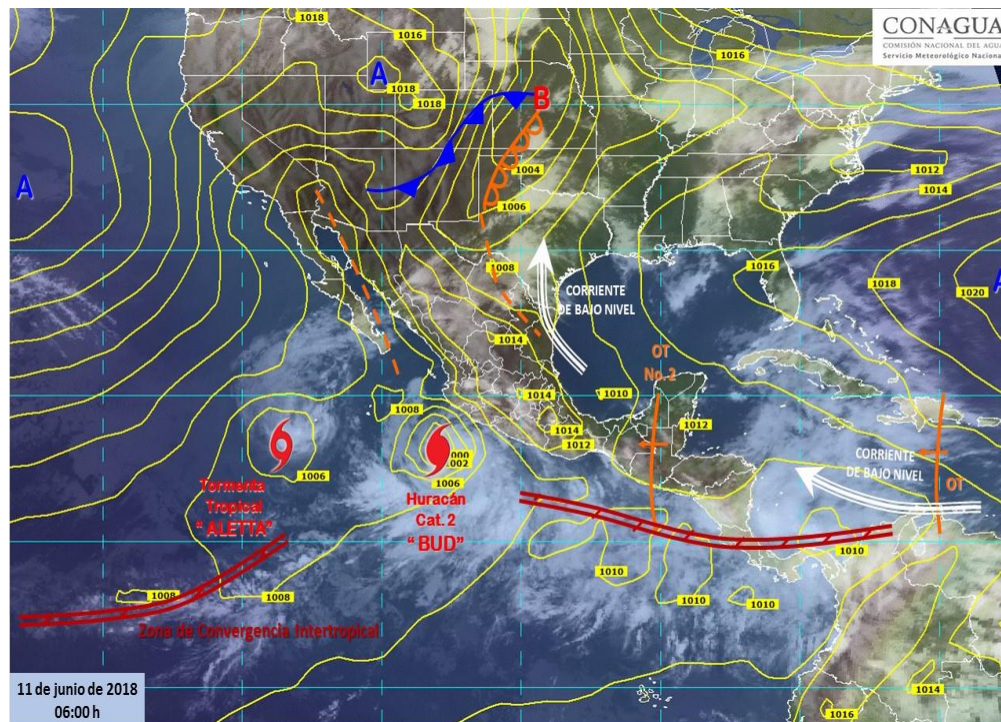 CONAGUA
COMISIÓN NACIONAL DEL AGUA
Servicio Meteorológico Nacional
1018
1016
1016
A
1018
1018
B
1004
1012
1014
A
1006
1008
1016
1018
1020
A
CORRIENTE
DE BAJO NIVEL
1014
OT
No. 2
1014
1010
1008
1014
1012
1012
1000
1002
1006
1006
CORRIENTE
DE BAJO NIVEL
OT
Tormenta
Tropical
"ALETTA"
Huracán
Cat. 2
"BUD"
1010
1010
1008
1008
1010
1010
Zona de Convergencia Intertropical
11 de junio de 2018
06:00 h
1014
1016